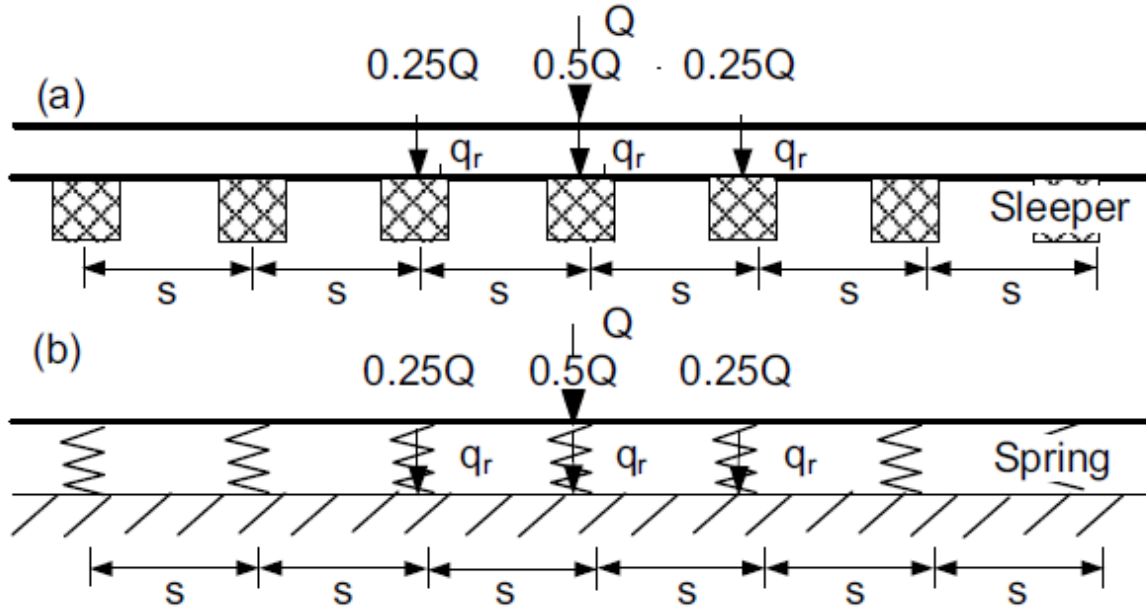 Q
0.25Q 0.5Q 0.25Q
(a)
qr qr qr
Sleeper
s s s s s s
Q
(b)
0.25Q 0.5Q 0.25Q
qr qr qr
Spring
s s s s s s